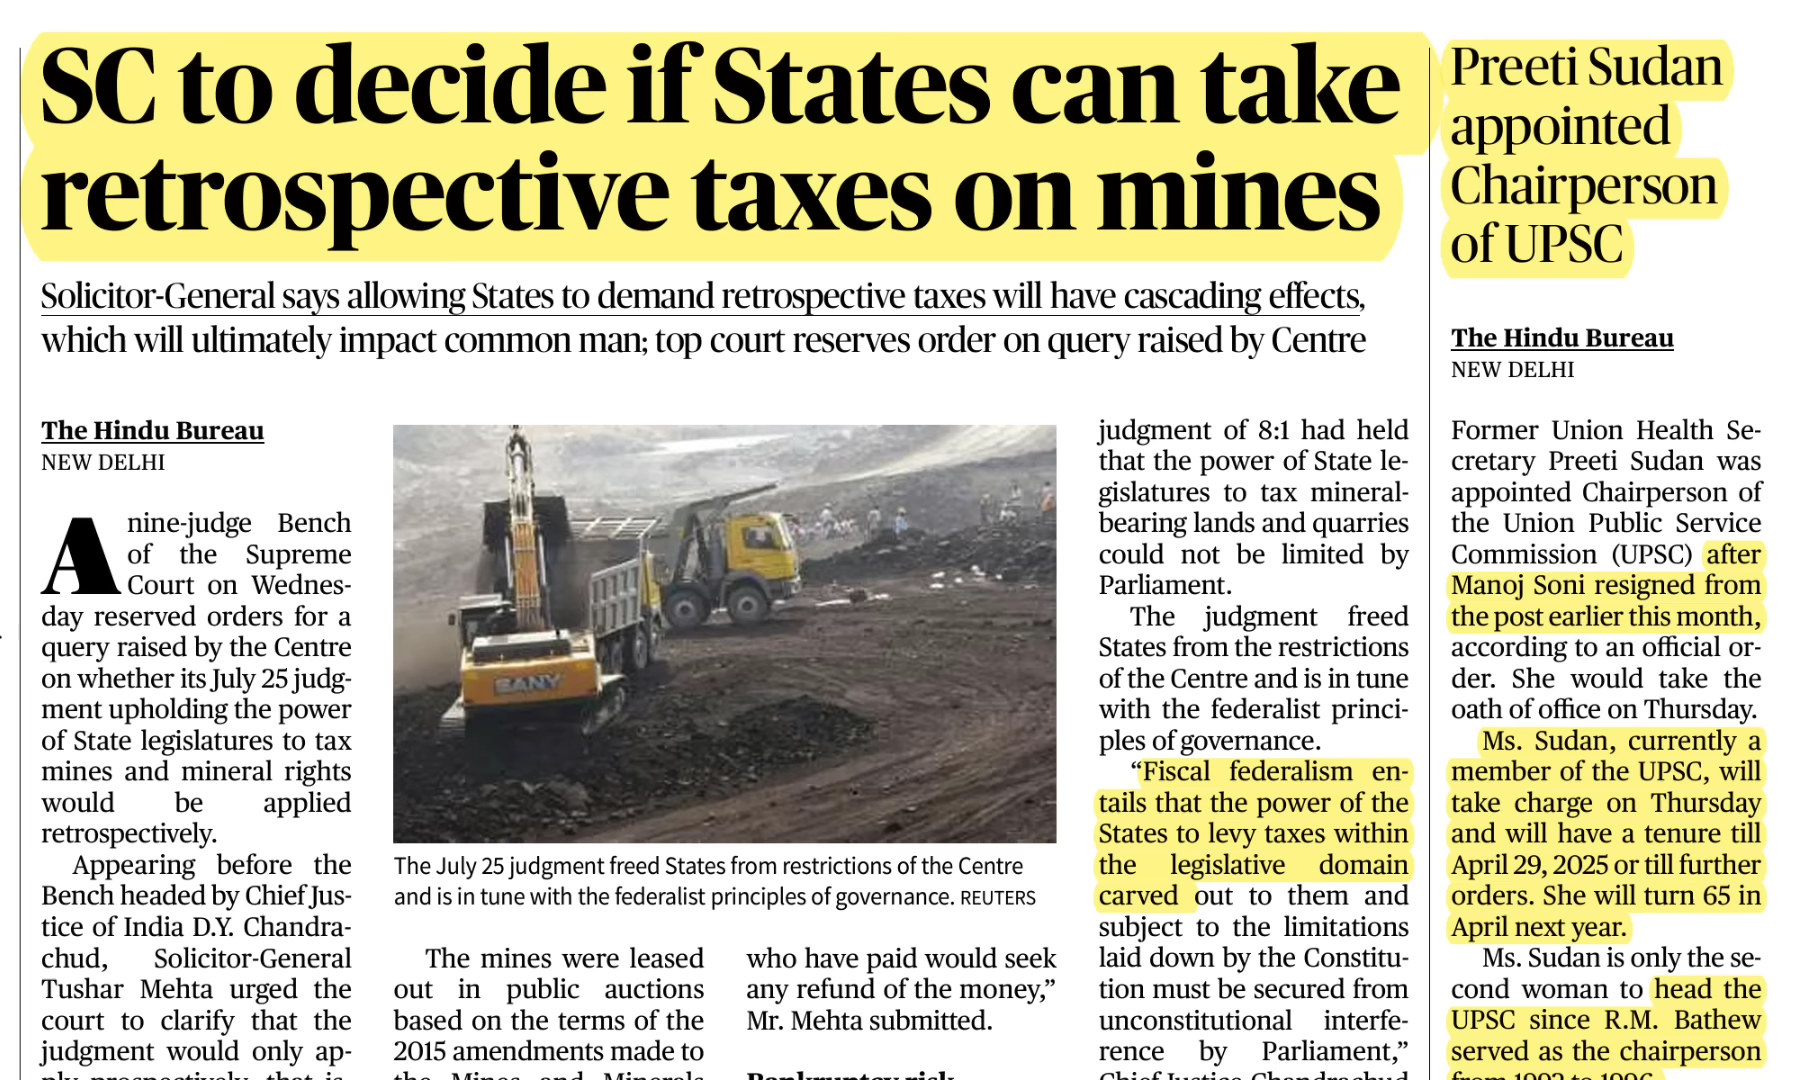 SC to decide if States can take
retrospective taxes on mines
Solicitor-General says allowing States to demand retrospective taxes will have cascading effects,
which will ultimately impact common man; top court reserves order on query raised by Centre
The Hindu Bureau
NEW DELHI
A nine-judge Bench
of the Supreme
Court on Wednes-
day reserved orders for a
query raised by the Centre
on whether its July 25 judg-
ment upholding the power
of State legislatures to tax
mines and mineral rights
would be applied
retrospectively.
Appearing before the
Bench headed by Chief Jus-
tice of India D.Y. Chandra-
chud, Solicitor-General
Tushar Mehta urged the
court to clarify that the
judgment would only ap-
ply prospectively, that is,
SANY
The July 25 judgment freed States from restrictions of the Centre
and is in tune with the federalist principles of governance. REUTERS
The mines were leased
out in public auctions
based on the terms of the
2015 amendments made to
the Mines and Minerals
who have paid would seek
any refund of the money,”
Mr. Mehta submitted.
Bankruptcy risk
judgment of 8:1 had held
that the power of State le-
gislatures to tax mineral-
bearing lands and quarries
could not be limited by
Parliament.
The judgment freed
States from the restrictions
of the Centre and is in tune
with the federalist princi-
ples of governance.
“Fiscal federalism en-
tails that the power of the
States to levy taxes within
the legislative domain
carved out to them and
subject to the limitations
laid down by the Constitu-
tion must be secured from
unconstitutional interfe-
rence by Parliament,”
Chief Justice Chandrachud
Preeti Sudan
appointed
Chairperson
of UPSC
The Hindu Bureau
NEW DELHI
Former Union Health Se-
cretary Preeti Sudan was
appointed Chairperson of
the Union Public Service
Commission (UPSC) after
Manoj Soni resigned from
the post earlier this month,
according to an official or-
der. She would take the
oath of office on Thursday.
Ms. Sudan, currently a
member of the UPSC, will
take charge on Thursday
and will have a tenure till
April 29, 2025 or till further
orders. She will turn 65 in
April next year.
Ms. Sudan is only the se-
cond woman to head the
UPSC since R.M. Bathew
served as the chairperson
from 1992 to 1996.